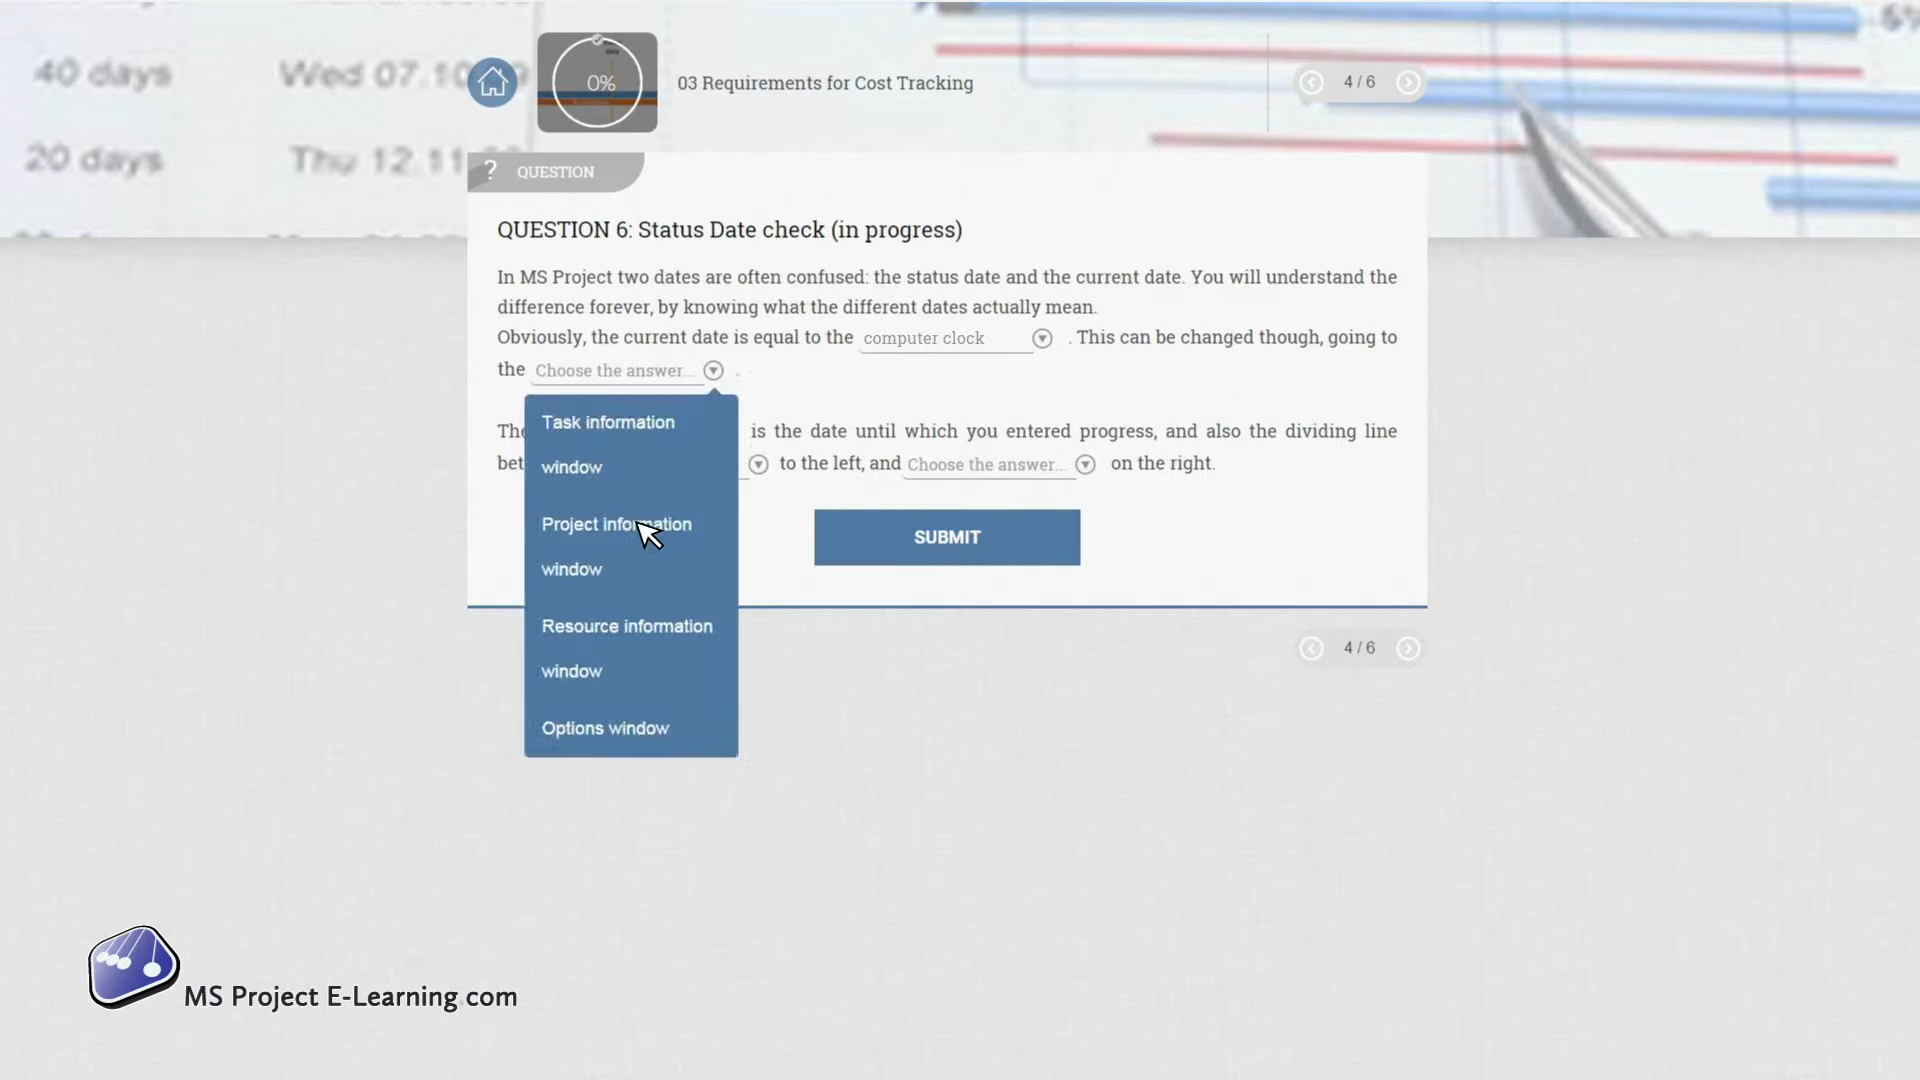 40 days
Wed 07.10
20 days
Thu 12.11
0%
03 Requirements for Cost Tracking
4 / 6
? QUESTION
QUESTION 6: Status Date check (in progress)
In MS Project two dates are often confused: the status date and the current date. You will understand the
difference forever, by knowing what the different dates actually mean.
Obviously, the current date is equal to the computer clock . This can be changed though, going to
the Choose the answer... .
is the date until which you entered progress, and also the dividing line
to the left, and Choose the answer... on the right.
Task information
window
Project information
window
Resource information
window
Options window
SUBMIT
4 / 6
MS Project E-Learning com